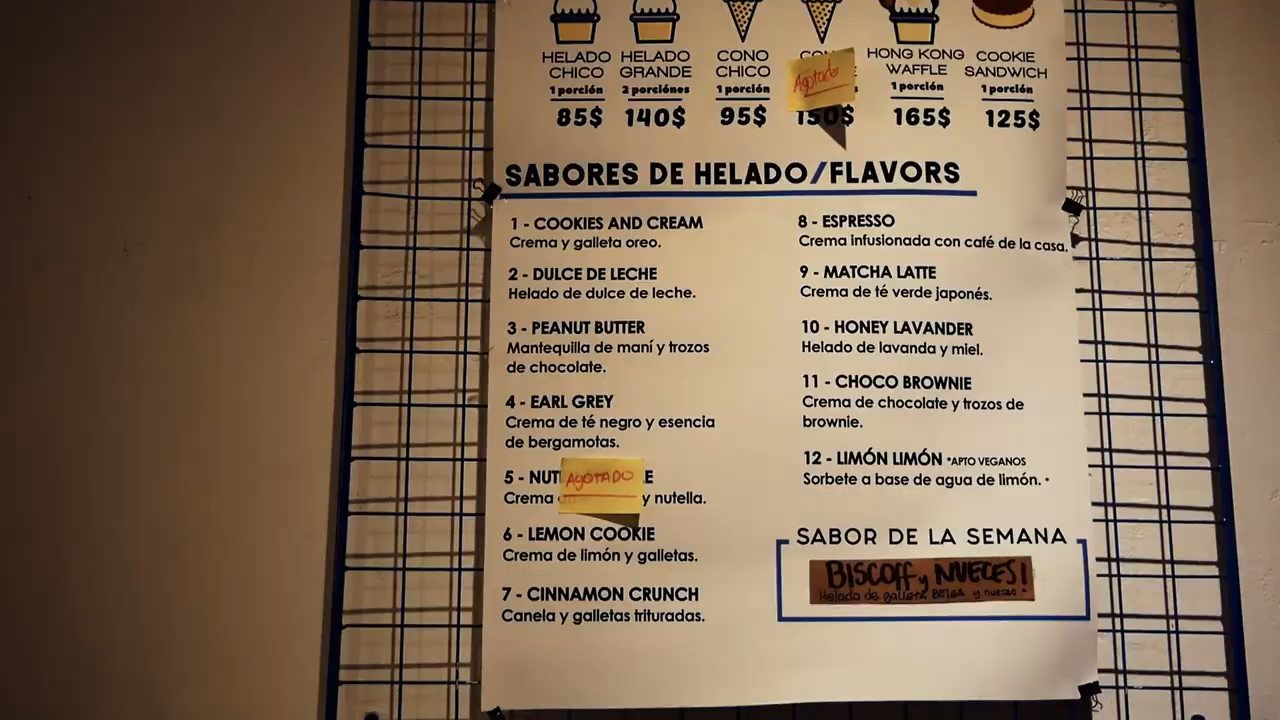 HELADO CHICO
1 porción
85$
HELADO GRANDE
2 porciónes
140$
CONO CHICO
1 porción
95$
Agotado
150$
HONG KONG WAFFLE
1 porción
165$
COOKIE SANDWICH
1 porción
125$
SABORES DE HELADO/FLAVORS
1 - COOKIES AND CREAM
Crema y galleta oreo.
2 - DULCE DE LECHE
Helado de dulce de leche.
3 - PEANUT BUTTER
Mantequilla de maní y trozos
de chocolate.
4 - EARL GREY
Crema de té negro y esencia
de bergamotas.
5 -
AGOTADO
Crema y nutella.
6 - LEMON COOKIE
Crema de limón y galletas.
7 - CINNAMON CRUNCH
Canela y galletas trituradas.
8 - ESPRESSO
Crema infusionada con café de la casa.
9 - MATCHA LATTE
Crema de té verde japonés.
10 - HONEY LAVANDER
Helado de lavanda y miel.
11 - CHOCO BROWNIE
Crema de chocolate y trozos de
brownie.
12 - LIMÓN LIMÓN *APTO VEGANOS
Sorbete a base de agua de limón. *
SABOR DE LA SEMANA
BISCOFF y NUECES!
Helado de galleta BELGA y nueces